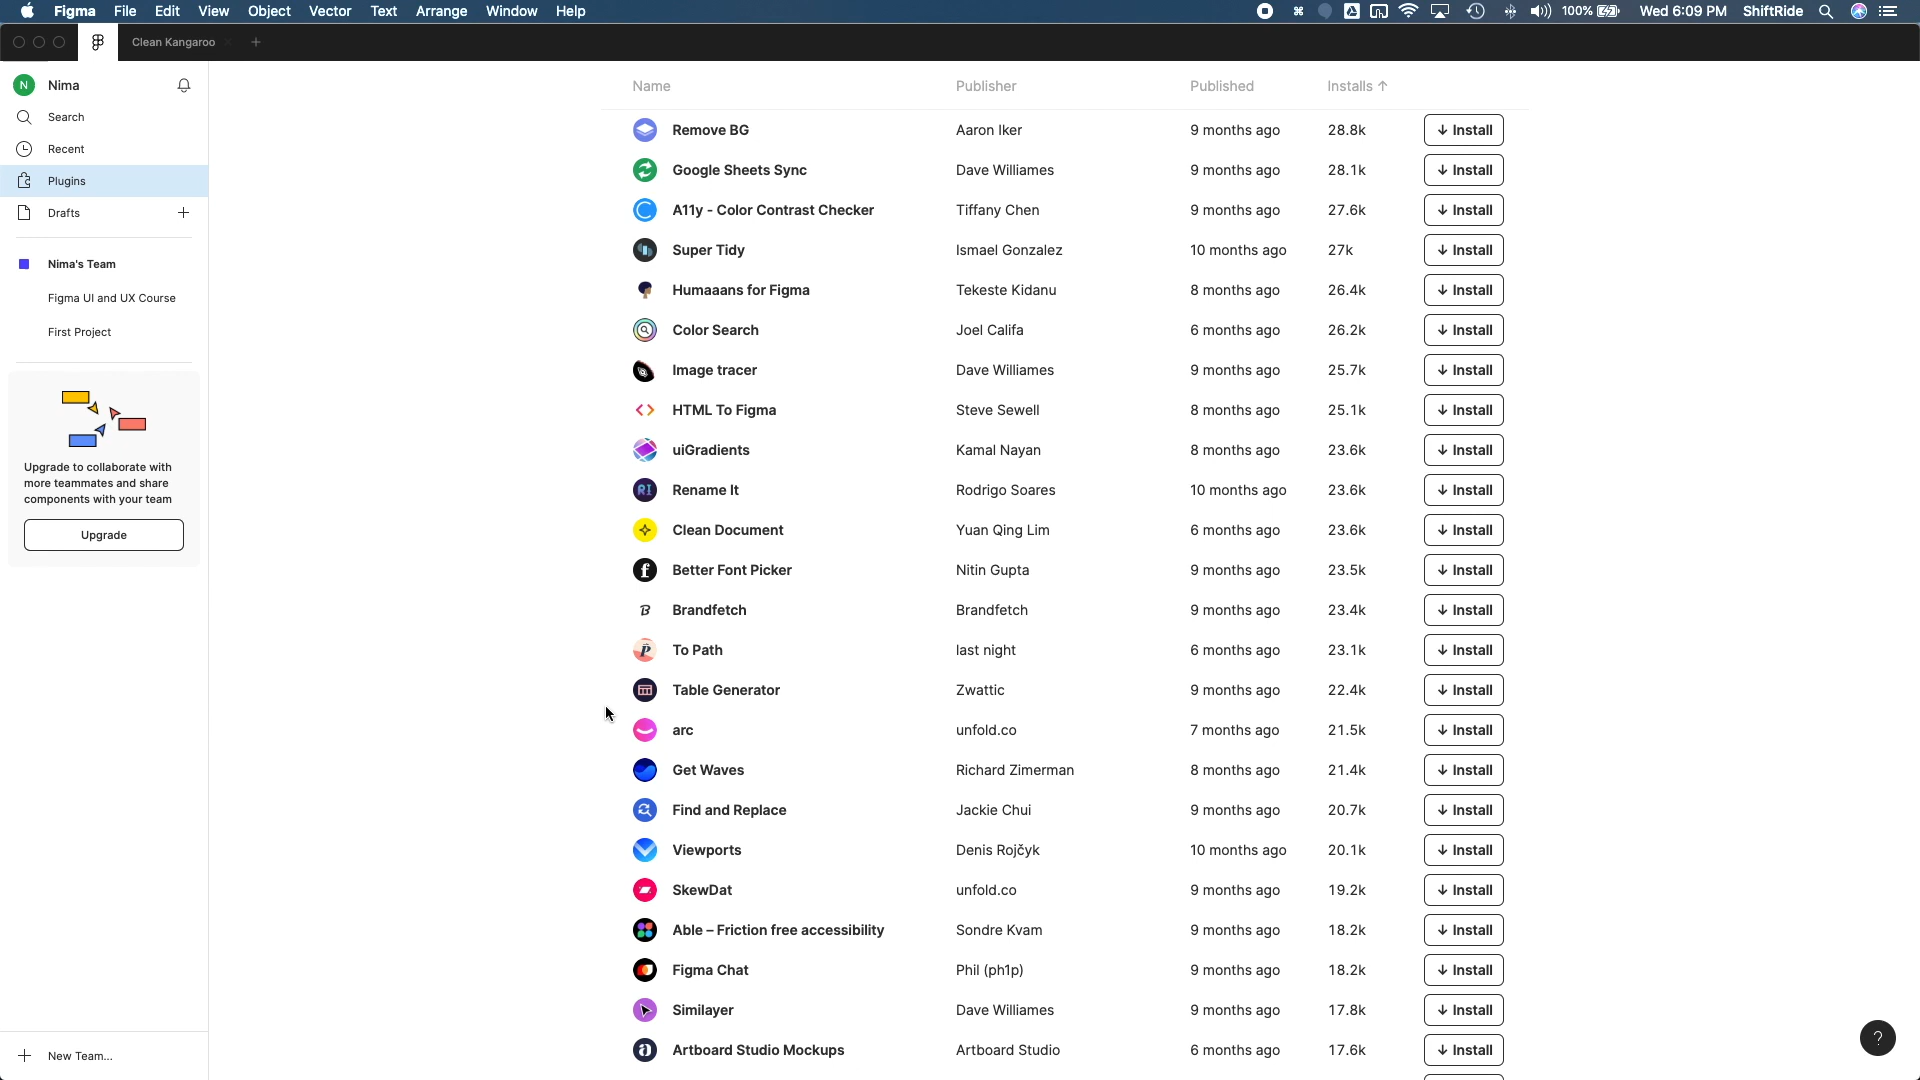 Figma File Edit View Object Vector Text Arrange Window Help 100% Wed 6:09 PM ShiftRide
Clean Kangaroo
N Nima
Search
Recent
Plugins
Drafts
Nima's Team
Figma UI and UX Course
First Project
Upgrade to collaborate with
more teammates and share
components with your team
Upgrade
New Team...
Name Publisher Published Installs ↑
Remove BG Aaron Iker 9 months ago 28.8k Install
Google Sheets Sync Dave Williames 9 months ago 28.1k Install
A11y - Color Contrast Checker Tiffany Chen 9 months ago 27.6k Install
Super Tidy Ismael Gonzalez 10 months ago 27k Install
Humaaans for Figma Tekeste Kidanu 8 months ago 26.4k Install
Color Search Joel Califa 6 months ago 26.2k Install
Image tracer Dave Williames 9 months ago 25.7k Install
HTML To Figma Steve Sewell 8 months ago 25.1k Install
uiGradients Kamal Nayan 8 months ago 23.6k Install
RI Rename It Rodrigo Soares 10 months ago 23.6k Install
Clean Document Yuan Qing Lim 6 months ago 23.6k Install
f Better Font Picker Nitin Gupta 9 months ago 23.5k Install
B Brandfetch Brandfetch 9 months ago 23.4k Install
P To Path last night 6 months ago 23.1k Install
Table Generator Zwattic 9 months ago 22.4k Install
arc unfold.co 7 months ago 21.5k Install
Get Waves Richard Zimerman 8 months ago 21.4k Install
Find and Replace Jackie Chui 9 months ago 20.7k Install
Viewports Denis Rojčyk 10 months ago 20.1k Install
SkewDat unfold.co 9 months ago 19.2k Install
Able – Friction free accessibility Sondre Kvam 9 months ago 18.2k Install
Figma Chat Phil (ph1p) 9 months ago 18.2k Install
Similayer Dave Williames 9 months ago 17.8k Install
a Artboard Studio Mockups Artboard Studio 6 months ago 17.6k Install
?